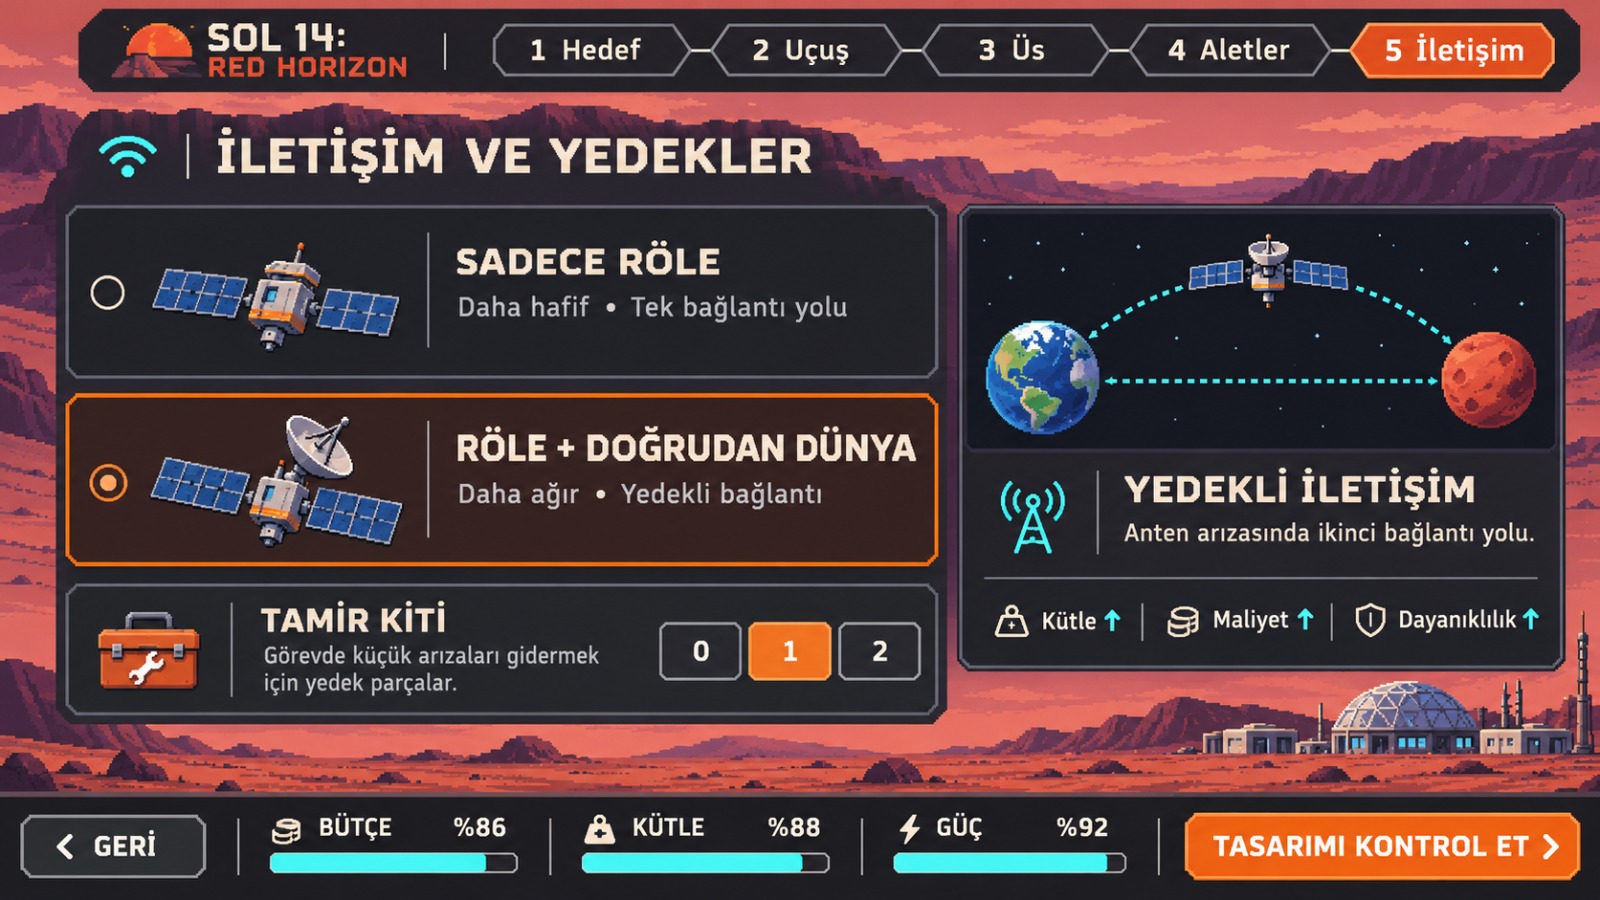 SOL 14:
RED HORIZON
1 Hedef
2 Uçuş
3 Üs
4 Aletler
5 İletişim
İLETİŞİM VE YEDEKLER
SADECE RÖLE
Daha hafif • Tek bağlantı yolu
RÖLE + DOĞRUDAN DÜNYA
Daha ağır • Yedekli bağlantı
TAMİR KİTİ
Görevde küçük arızaları gidermek
için yedek parçalar.
0
1
2
YEDEKLİ İLETİŞİM
Anten arızasında ikinci bağlantı yolu.
Kütle ↑
Maliyet ↑
Dayanıklılık ↑
< GERİ
BÜTÇE %86
KÜTLE %88
GÜÇ %92
TASARIMI KONTROL ET >